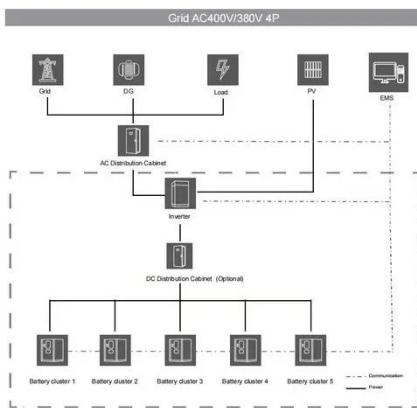 Grid AC400V/380V 4P
Grid
DG
Load
PV
EMS
AC Distribution Cabinet
Inverter
DC Distribution Cabinet (Optional)
Battery cluster 1
Battery cluster 2
Battery cluster 3
Battery cluster 4
Battery cluster 5
Communication
Power